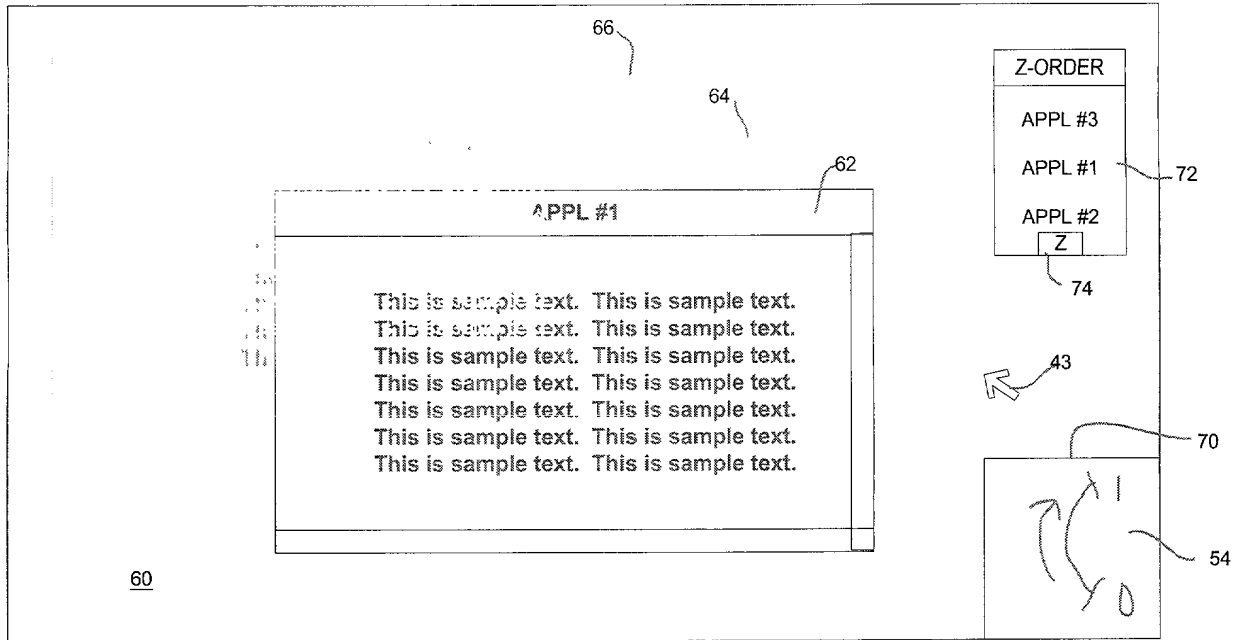 66
Z-ORDER
64
APPL #3
62
APPL #1
72
APPL #1
APPL #2
Z
74
This is sample text. This is sample text.
This is sample text. This is sample text.
This is sample text. This is sample text.
This is sample text. This is sample text.
This is sample text. This is sample text.
This is sample text. This is sample text.
This is sample text. This is sample text.
43
70
1
54
60
0